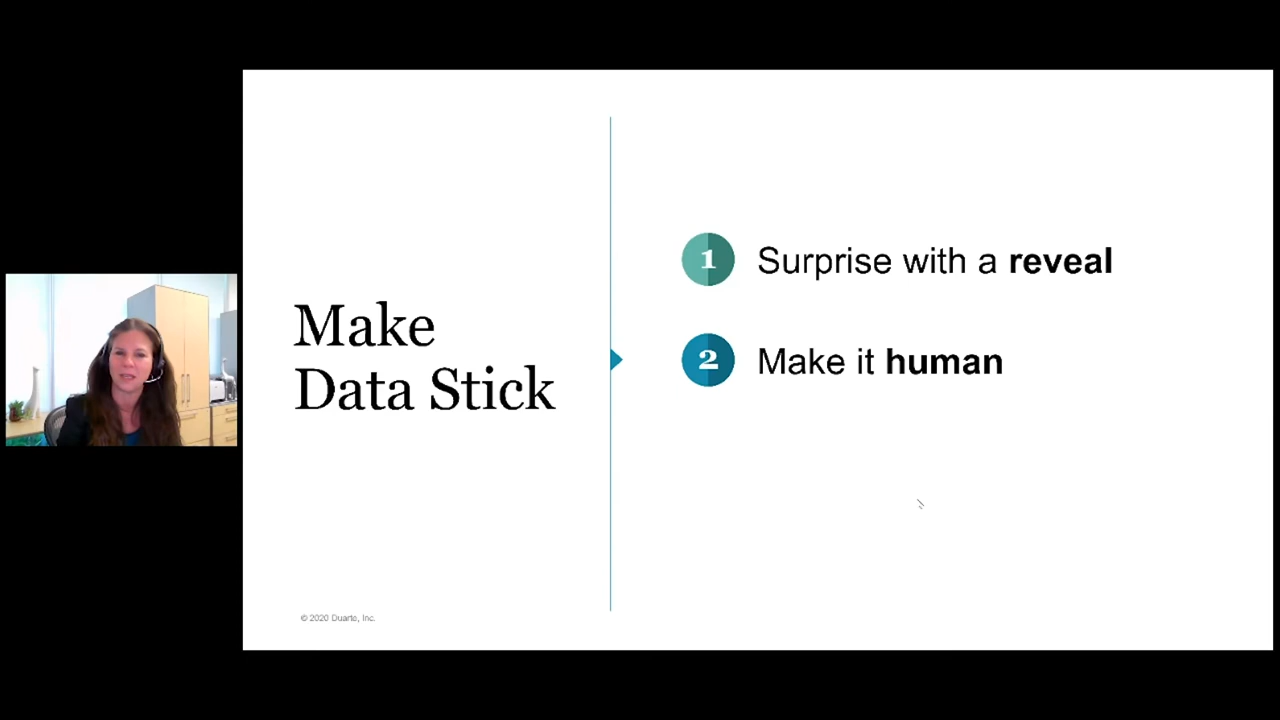 Make
Data Stick
1 Surprise with a reveal
2 Make it human
© 2020 Duarte, Inc.